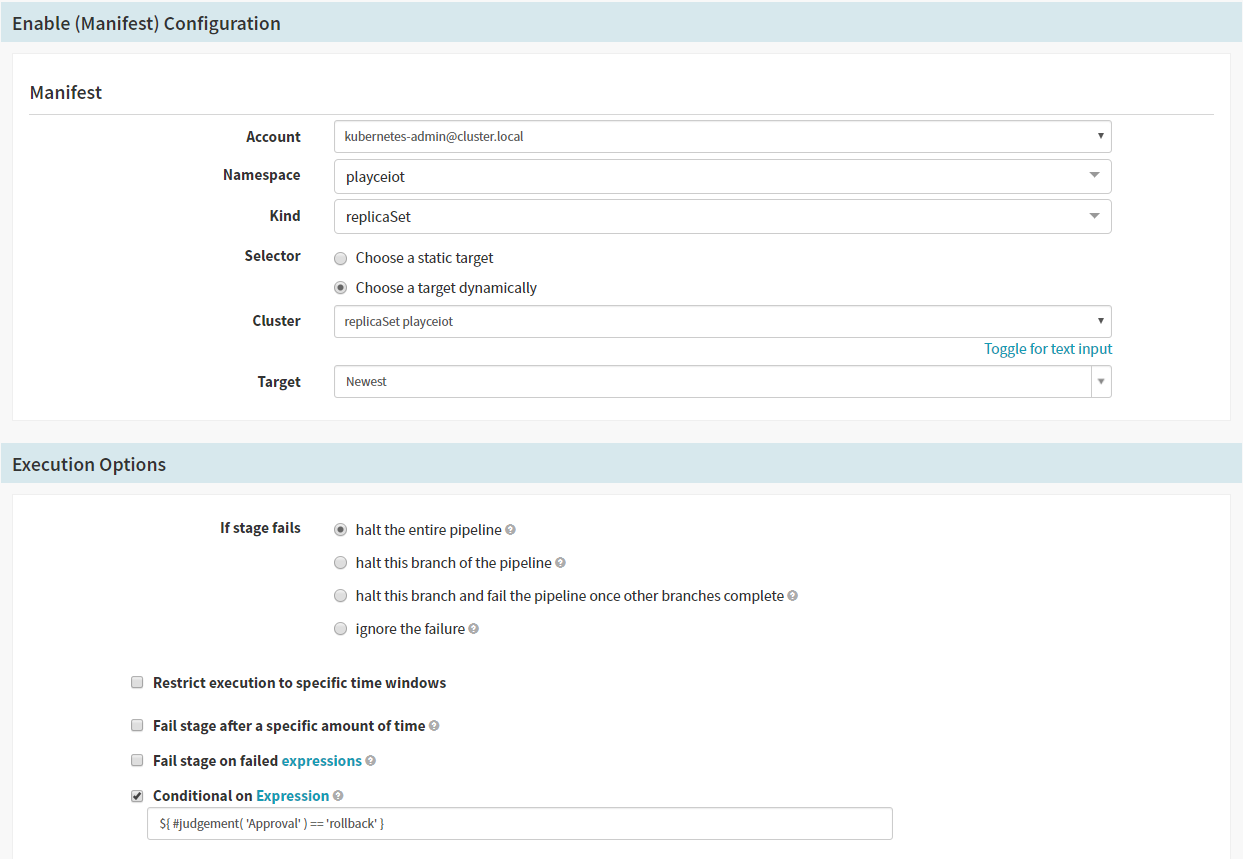 Enable (Manifest) Configuration
Manifest
Account
kubernetes-admin@cluster.local
Namespace
playceiot
Kind
replicaSet
Selector
Choose a static target
Choose a target dynamically
Cluster
replicaSet playceiot
Toggle for text input
Target
Newest
Execution Options
If stage fails
halt the entire pipeline
halt this branch of the pipeline
halt this branch and fail the pipeline once other branches complete
ignore the failure
Restrict execution to specific time windows
Fail stage after a specific amount of time
Fail stage on failed expressions
Conditional on Expression
${ #judgement( 'Approval' ) == 'rollback' }